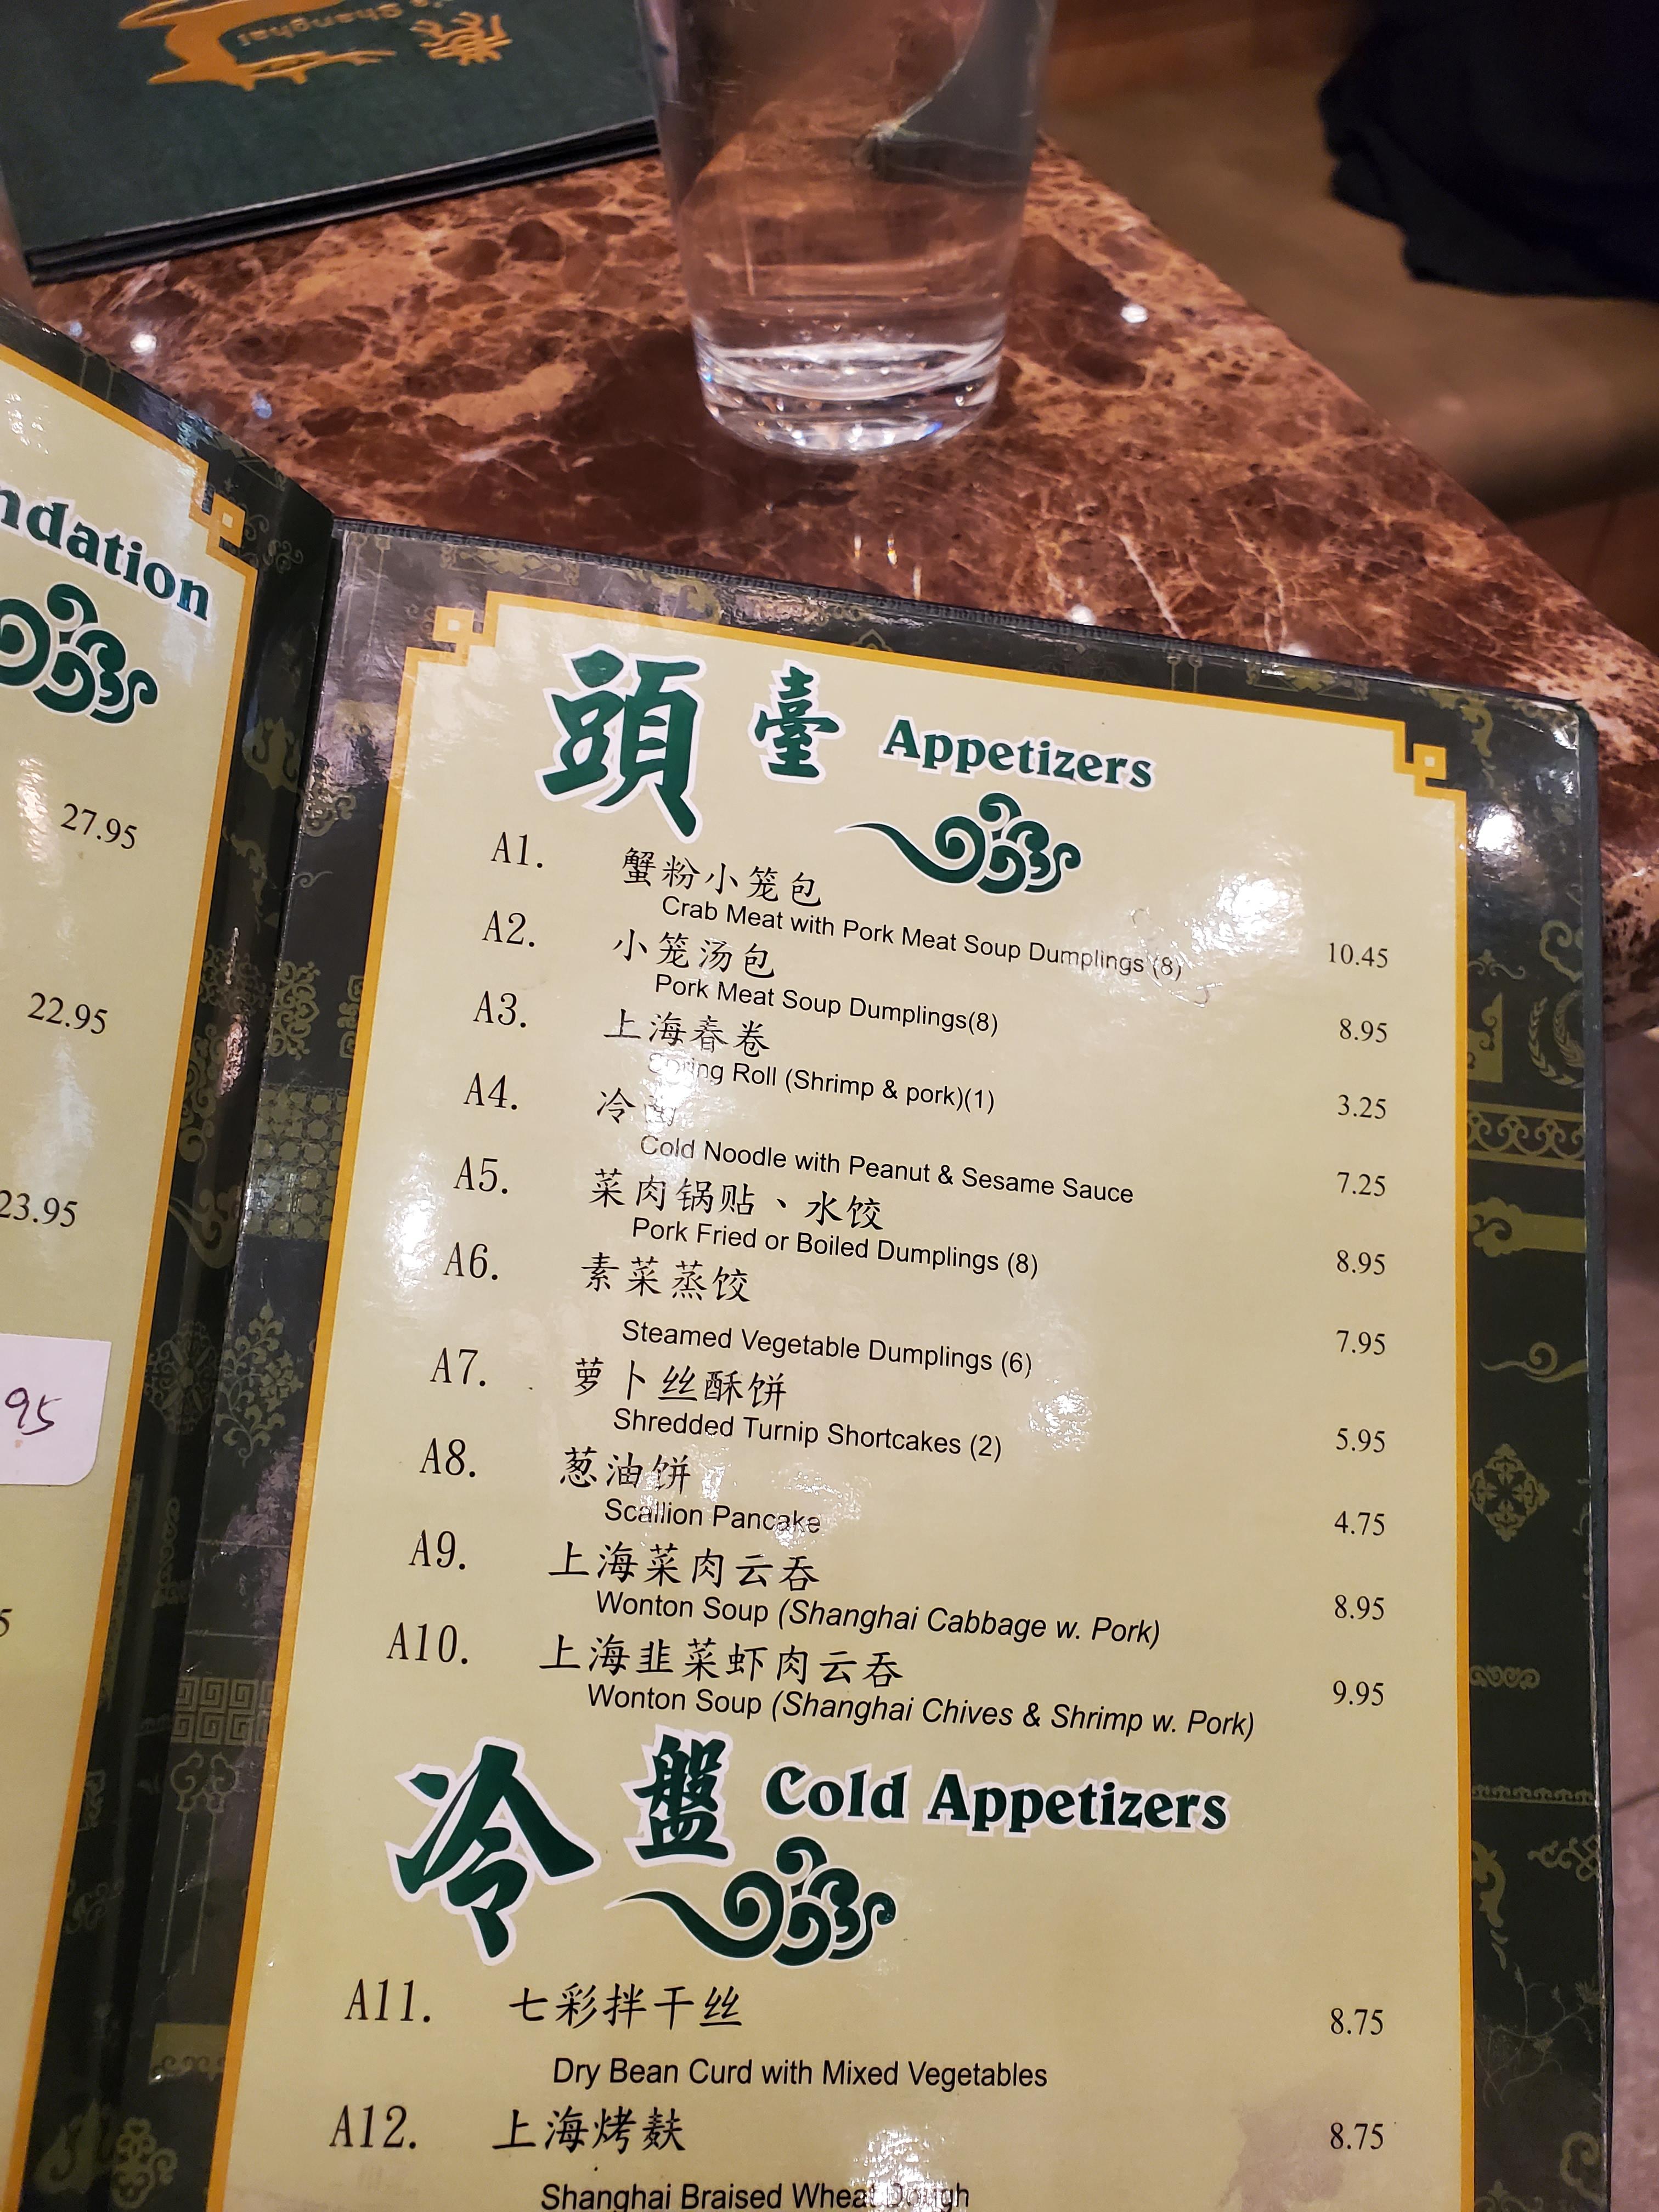 Shanghai
ndation
27.95
22.95
23.95
95
5
頭臺 Appetizers
A1. 蟹粉小笼包
Crab Meat with Pork Meat Soup Dumplings (8) 10.45
A2. 小笼汤包
Pork Meat Soup Dumplings(8) 8.95
A3. 上海春卷
Spring Roll (Shrimp & pork)(1) 3.25
A4. 冷面
Cold Noodle with Peanut & Sesame Sauce 7.25
A5. 菜肉锅贴、水饺
Pork Fried or Boiled Dumplings (8) 8.95
A6. 素菜蒸饺
Steamed Vegetable Dumplings (6) 7.95
A7. 萝卜丝酥饼
Shredded Turnip Shortcakes (2) 5.95
A8. 葱油饼
Scallion Pancake 4.75
A9. 上海菜肉云吞
Wonton Soup (Shanghai Cabbage w. Pork) 8.95
A10. 上海韭菜虾肉云吞
Wonton Soup (Shanghai Chives & Shrimp w. Pork) 9.95
冷盤 Cold Appetizers
A11. 七彩拌干丝 8.75
Dry Bean Curd with Mixed Vegetables
A12. 上海烤麸 8.75
Shanghai Braised Wheat Dough